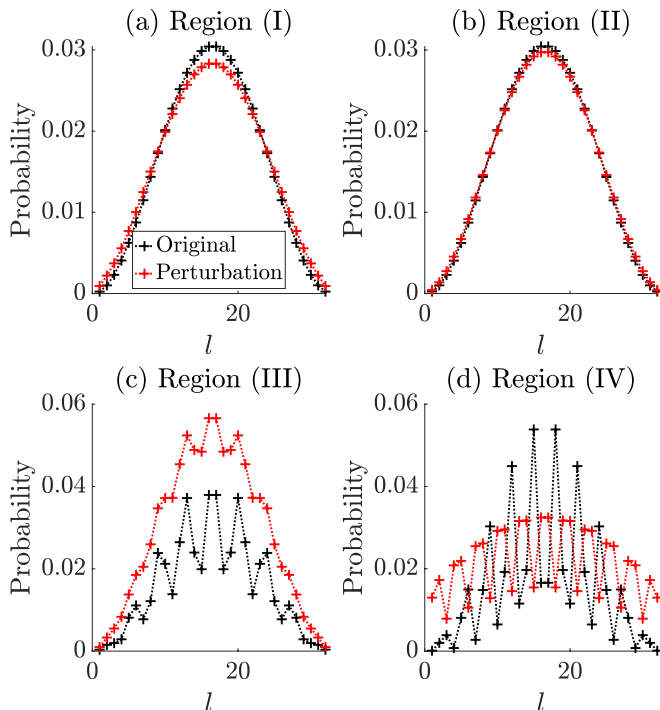 (a) Region (I)
0.03
0.02
0.01
0
Probability
Original
Perturbation
0
20
l
(b) Region (II)
0.03
0.02
0.01
0
Probability
0
20
l
(c) Region (III)
0.06
0.04
0.02
0
Probability
0
20
l
(d) Region (IV)
0.06
0.04
0.02
0
Probability
0
20
l